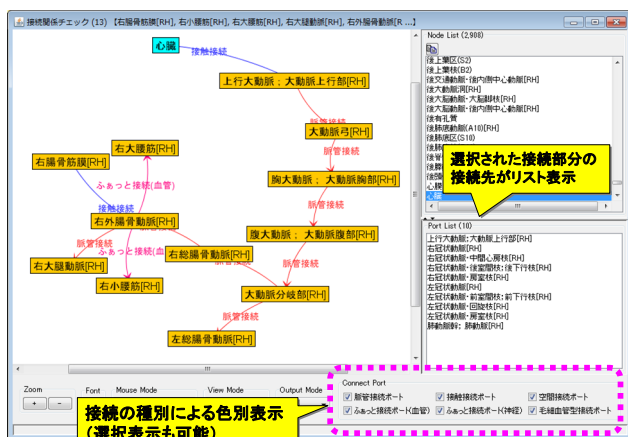 接続関係チェック (13) 【右腸骨筋膜[RH], 右小腰筋[RH], 右大腰筋[RH], 右大腿動脈[RH], 右外腸骨動脈[R ...】
心臓
接触接続
上行大動脈 ; 大動脈上行部[RH]
脈管接続
大動脈弓[RH]
脈管接続
胸大動脈 ; 大動脈胸部[RH]
脈管接続
腹大動脈 ; 大動脈腹部[RH]
脈管接続
大動脈分岐部[RH]
右大腰筋[RH]
右腸骨筋膜[RH]
ふぁっと接続(血管)
接触接続
右外腸骨動脈[RH]
脈管接続
ふぁっと接続(血
右総腸骨動脈[RH]
右大腿動脈[RH]
右小腰筋[RH]
脈管接続
左総腸骨動脈[RH]
Node List (2,908)
後上葉区(S2)
後上葉枝(B2)
後交通動脈・後内側中心動脈[RH]
後大動脈洞[RH]
後大脳動脈・大脳脚枝[RH]
後大脳動脈・後内側中心動脈[RH]
後有孔質
後肺底動脈(A10)[RH]
後肺底区(S10)
心臓
選択された接続部分の
接続先がリスト表示
Port List (10)
上行大動脈;大動脈上行部[RH]
右冠状動脈[RH]
右冠状動脈・中間心房枝[RH]
右冠状動脈・後室間枝;後下行枝[RH]
右冠状動脈・房室枝[RH]
左冠状動脈[RH]
左冠状動脈・前室間枝;前下行枝[RH]
左冠状動脈・回旋枝[RH]
左冠状動脈・房室枝[RH]
肺動脈幹; 肺動脈[RH]
Zoom
Font
Mouse Mode
View Mode
Output Mode
+
-
Connect Port
脈管接続ポート
接触接続ポート
空間接続ポート
ふぁっと接続ポート(血管)
ふぁっと接続ポート(神経)
毛細血管型接続ポート
接続の種別による色別表示
(選択表示も可能)